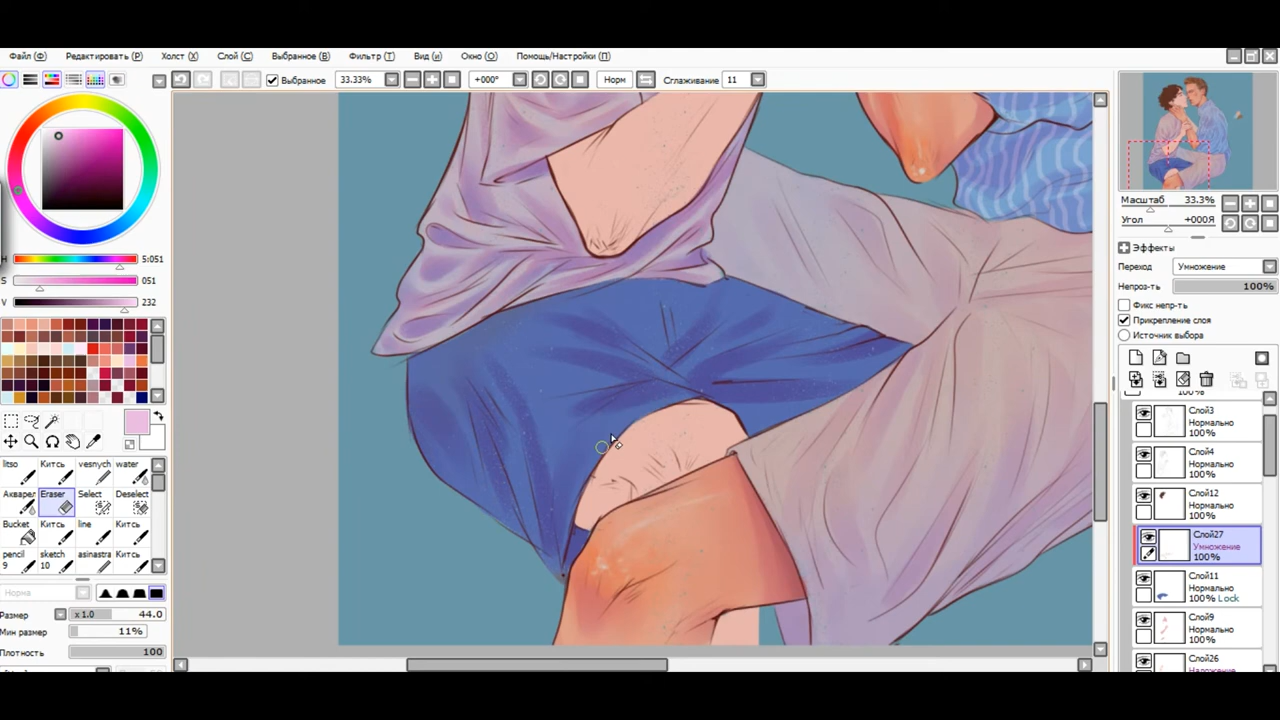 Файл (Ф) Редактировать (P) Холст (X) Слой (C) Выбранное (B) Фильтр (T) Вид (и) Окно (O) Помощь/Настройки (П)
Выбранное 33.33% +000° Норм Сглаживание 11
H 5:051
S 051
V 232
litso Китсь vesnych water
Акварел Eraser Select Deselect
Bucket Китсь line Китсь
pencil sketch asinastra Китсь
9 10
Норма
Размер x 1.0 44.0
Мин размер 11%
Плотность 100
Масштаб 33.3%
Угол +000Я
Эффекты
Переход Умножение
Непроз-ть 100%
Фикс непр-ть
Прикрепление слоя
Источник выбора
100%
Слой3
Нормально
100%
Слой4
Нормально
100%
Слой12
Нормально
100%
Слой27
Умножение
100%
Слой11
Нормально
100% Lock
Слой9
Нормально
100%
Слой26